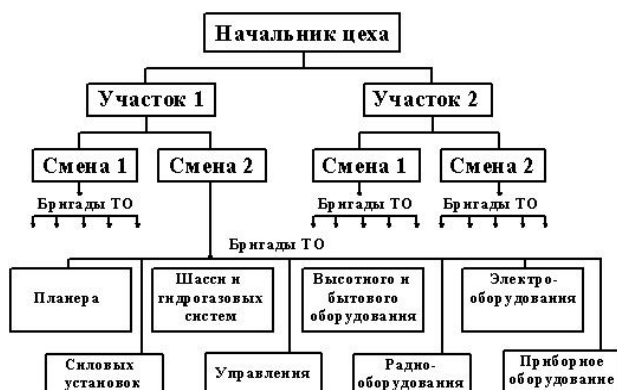 Начальник цеха
Участок 1
Участок 2
Смена 1
Смена 2
Смена 1
Смена 2
Бригады ТО
Бригады ТО
Бригады ТО
Бригады ТО
Планера
Шасси и
гидрогазовых
систем
Высотного и
бытового
оборудования
Электро-
оборудования
Силовых
установок
Управления
Радио-
оборудования
Приборное
оборудование